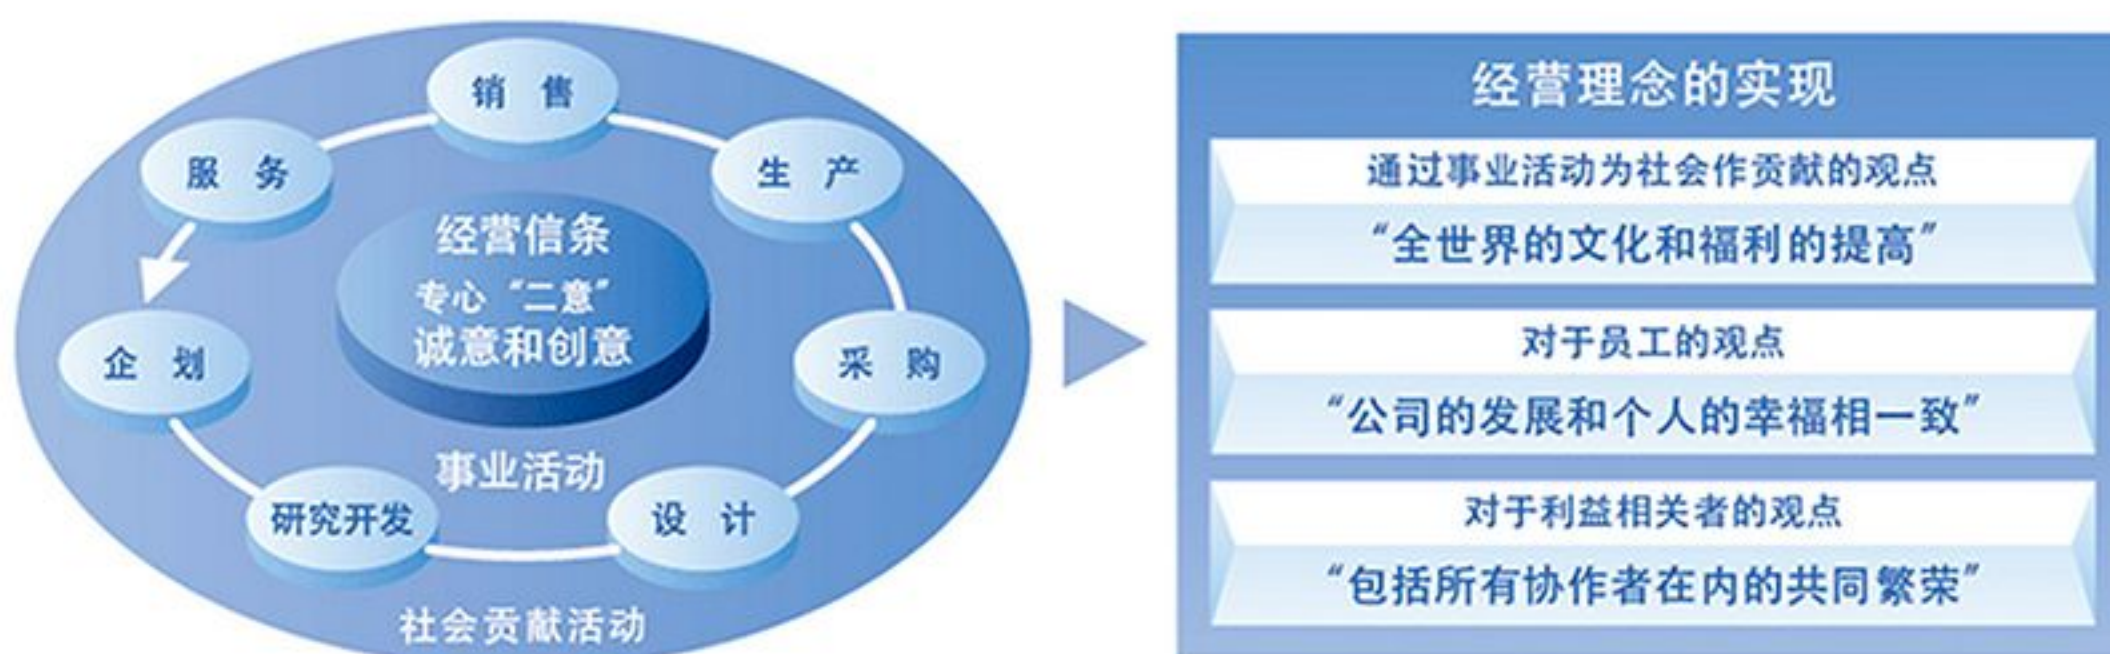 销售
服务
生产
经营信条
专心“二意”
诚意和创意
企划
采购
事业活动
研究开发
设计
社会贡献活动
经营理念的实现
通过事业活动为社会作贡献的观点
“全世界的文化和福利的提高”
对于员工的观点
“公司的发展和个人的幸福相一致”
对于利益相关者的观点
“包括所有协作者在内的共同繁荣”